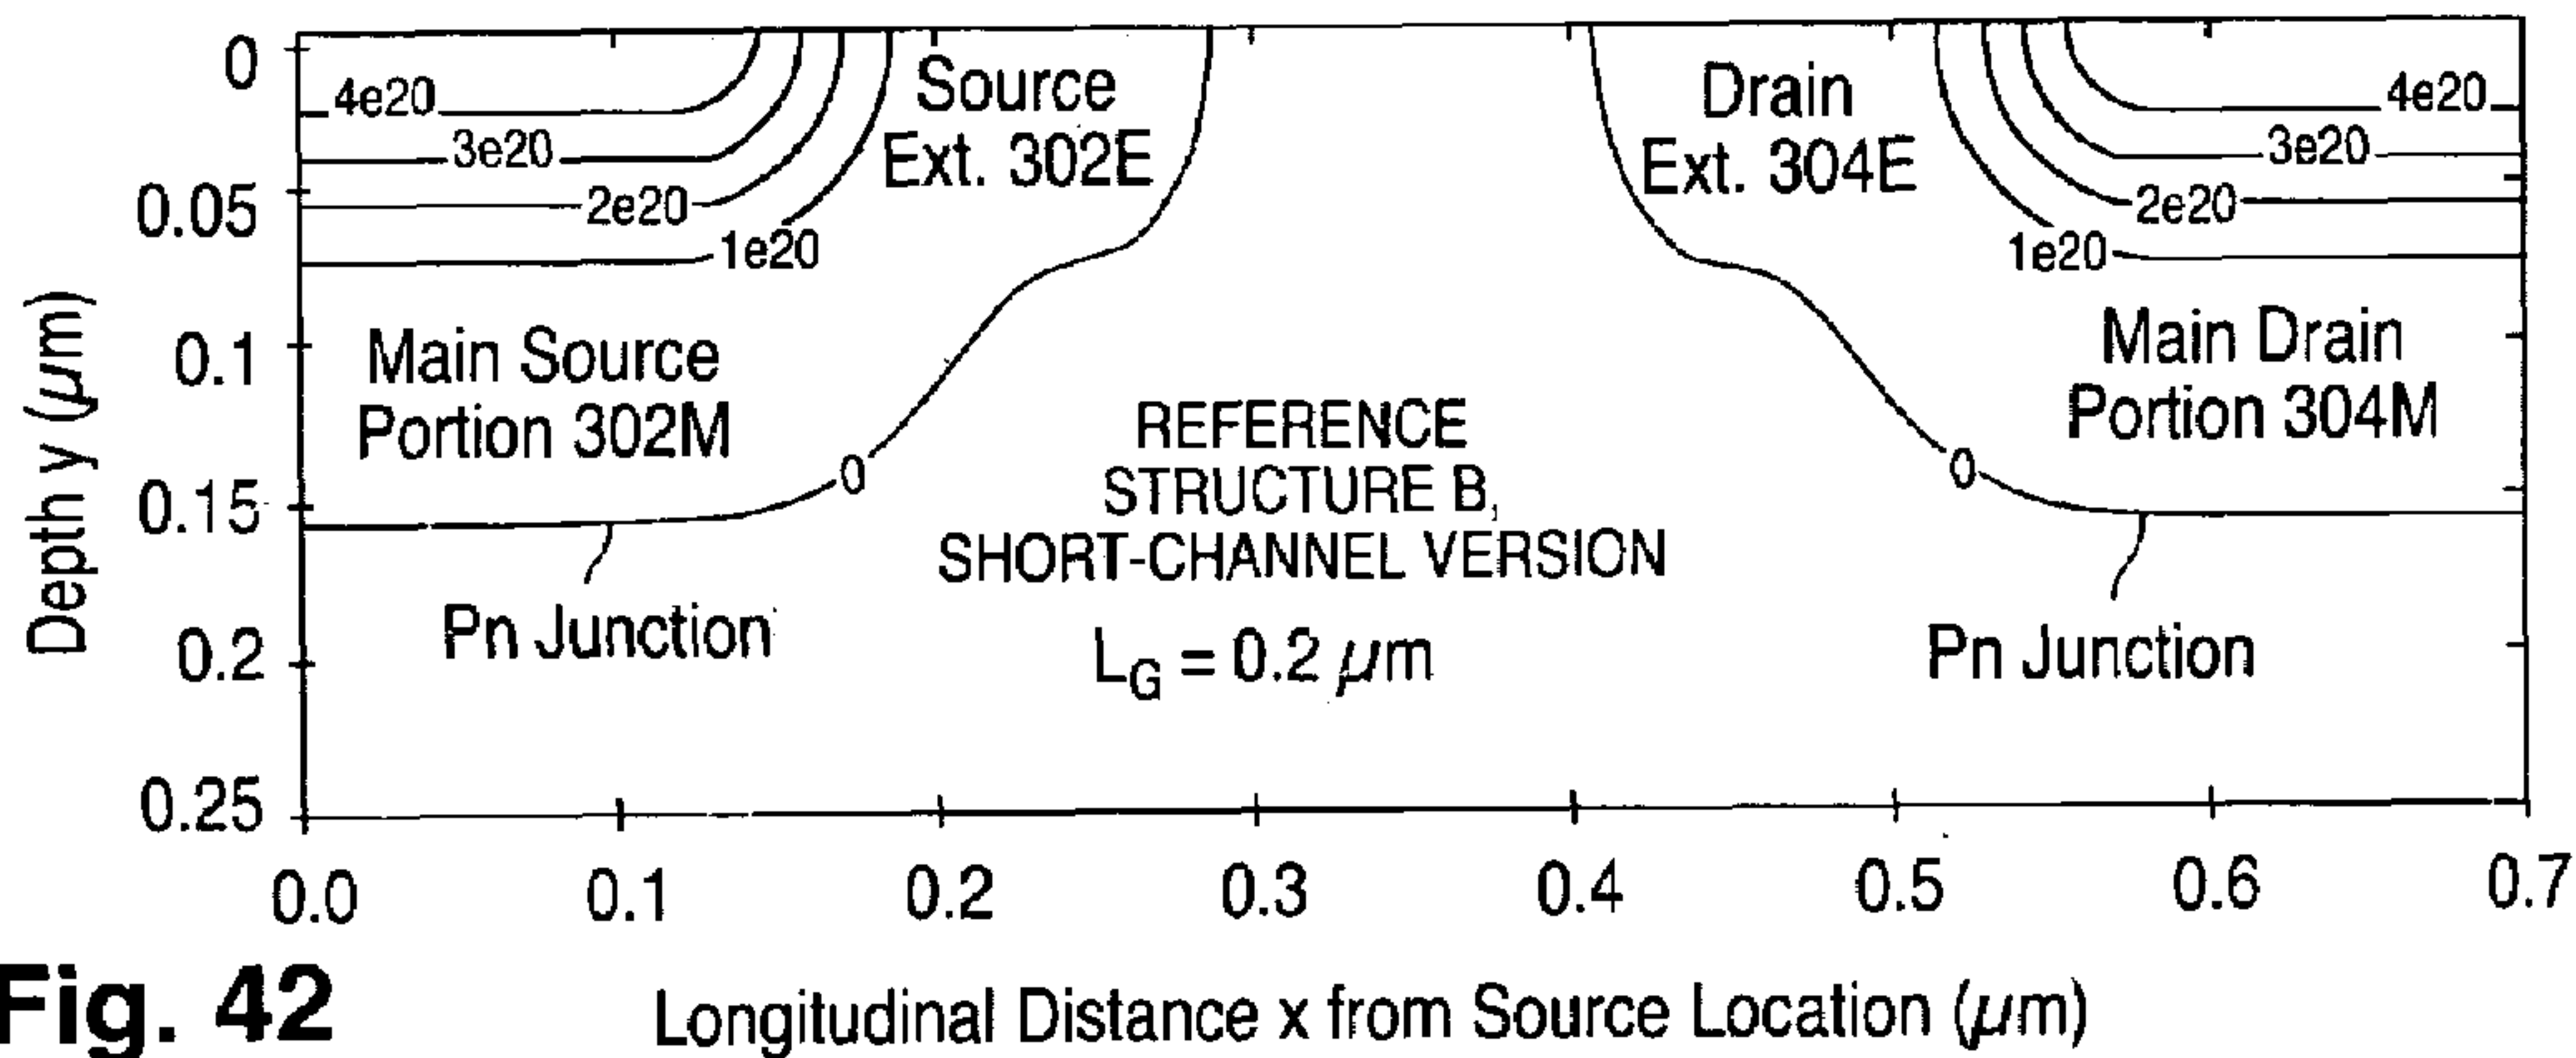 0
0.05
0.1
0.15
0.2
0.25
Depth y (μm)
4e20
3e20
2e20
1e20
Source
Ext. 302E
Drain
Ext. 304E
4e20
3e20
2e20
1e20
Main Source
Portion 302M
Main Drain
Portion 304M
0
0
REFERENCE
STRUCTURE B,
SHORT-CHANNEL VERSION
L_G = 0.2 μm
Pn Junction
Pn Junction
0.0 0.1 0.2 0.3 0.4 0.5 0.6 0.7
Longitudinal Distance x from Source Location (μm)
Fig. 42